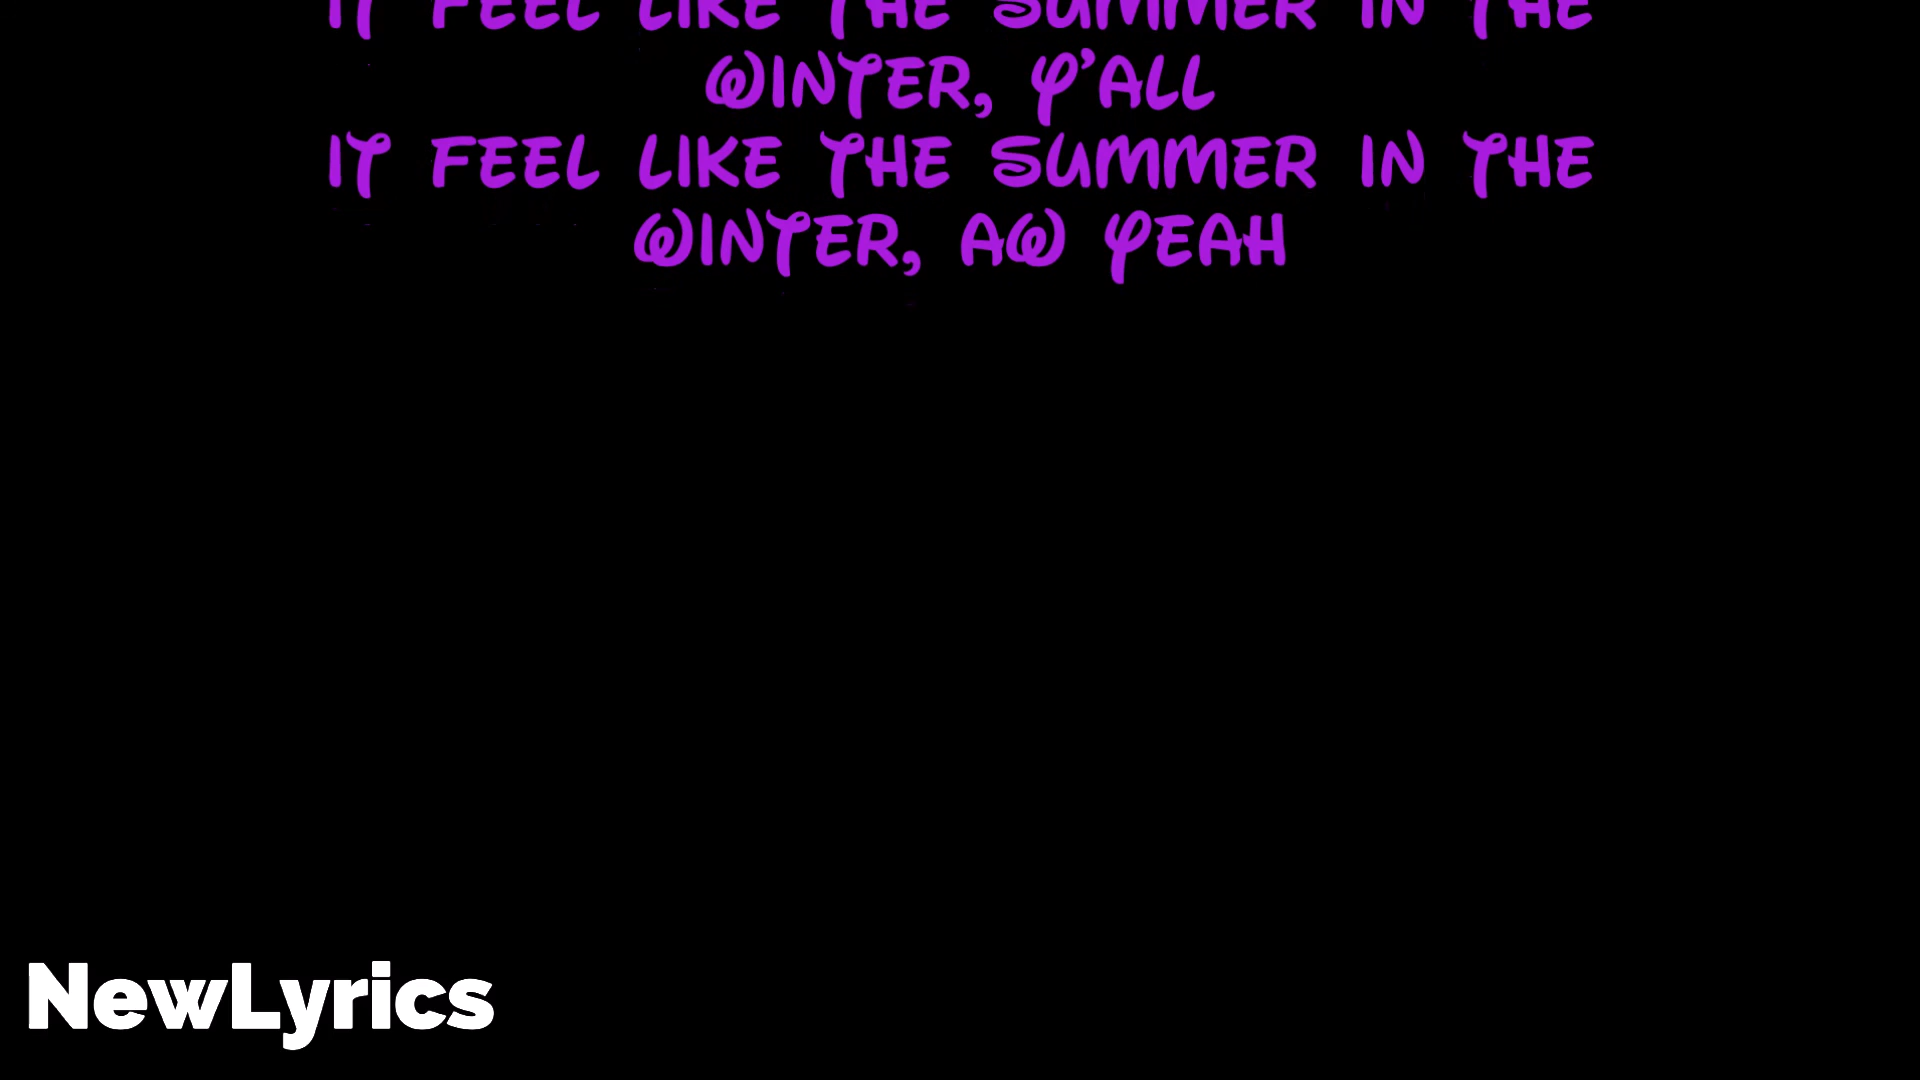 IT FEEL LIKE THE SUMMER IN THE
WINTER, Y'ALL
IT FEEL LIKE THE SUMMER IN THE
WINTER, AW YEAH
NewLyrics